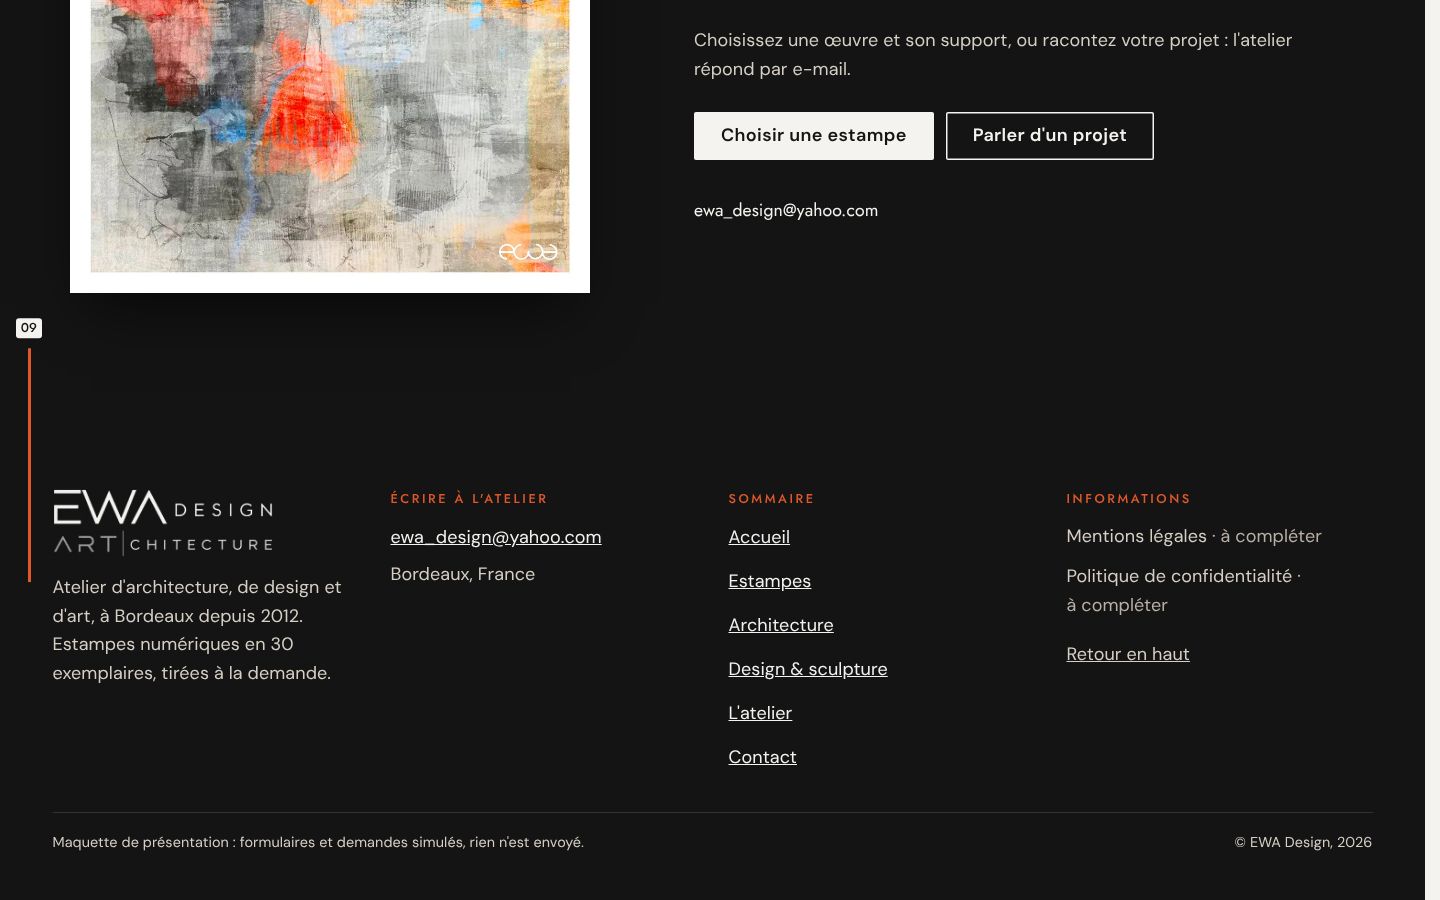 Choisissez une œuvre et son support, ou racontez votre projet : l'atelier
répond par e-mail.
Choisir une estampe
Parler d'un projet
ewa_design@yahoo.com
ewa
09
EWA DESIGN
ART|CHITECTURE
Atelier d'architecture, de design et
d'art, à Bordeaux depuis 2012.
Estampes numériques en 30
exemplaires, tirées à la demande.
ÉCRIRE À L'ATELIER
ewa_design@yahoo.com
Bordeaux, France
SOMMAIRE
Accueil
Estampes
Architecture
Design & sculpture
L'atelier
Contact
INFORMATIONS
Mentions légales · à compléter
Politique de confidentialité ·
à compléter
Retour en haut
Maquette de présentation : formulaires et demandes simulés, rien n'est envoyé.
© EWA Design, 2026